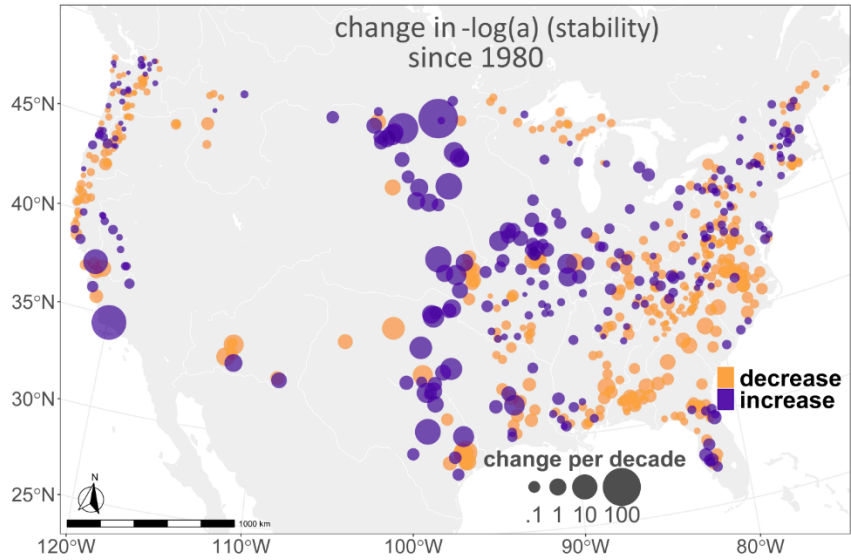 change in -log(a) (stability)
since 1980
45°N
40°N
35°N
30°N
25°N
decrease
increase
change per decade
.1 1 10 100
N
1000 km
120°W 110°W 100°W 90°W 80°W